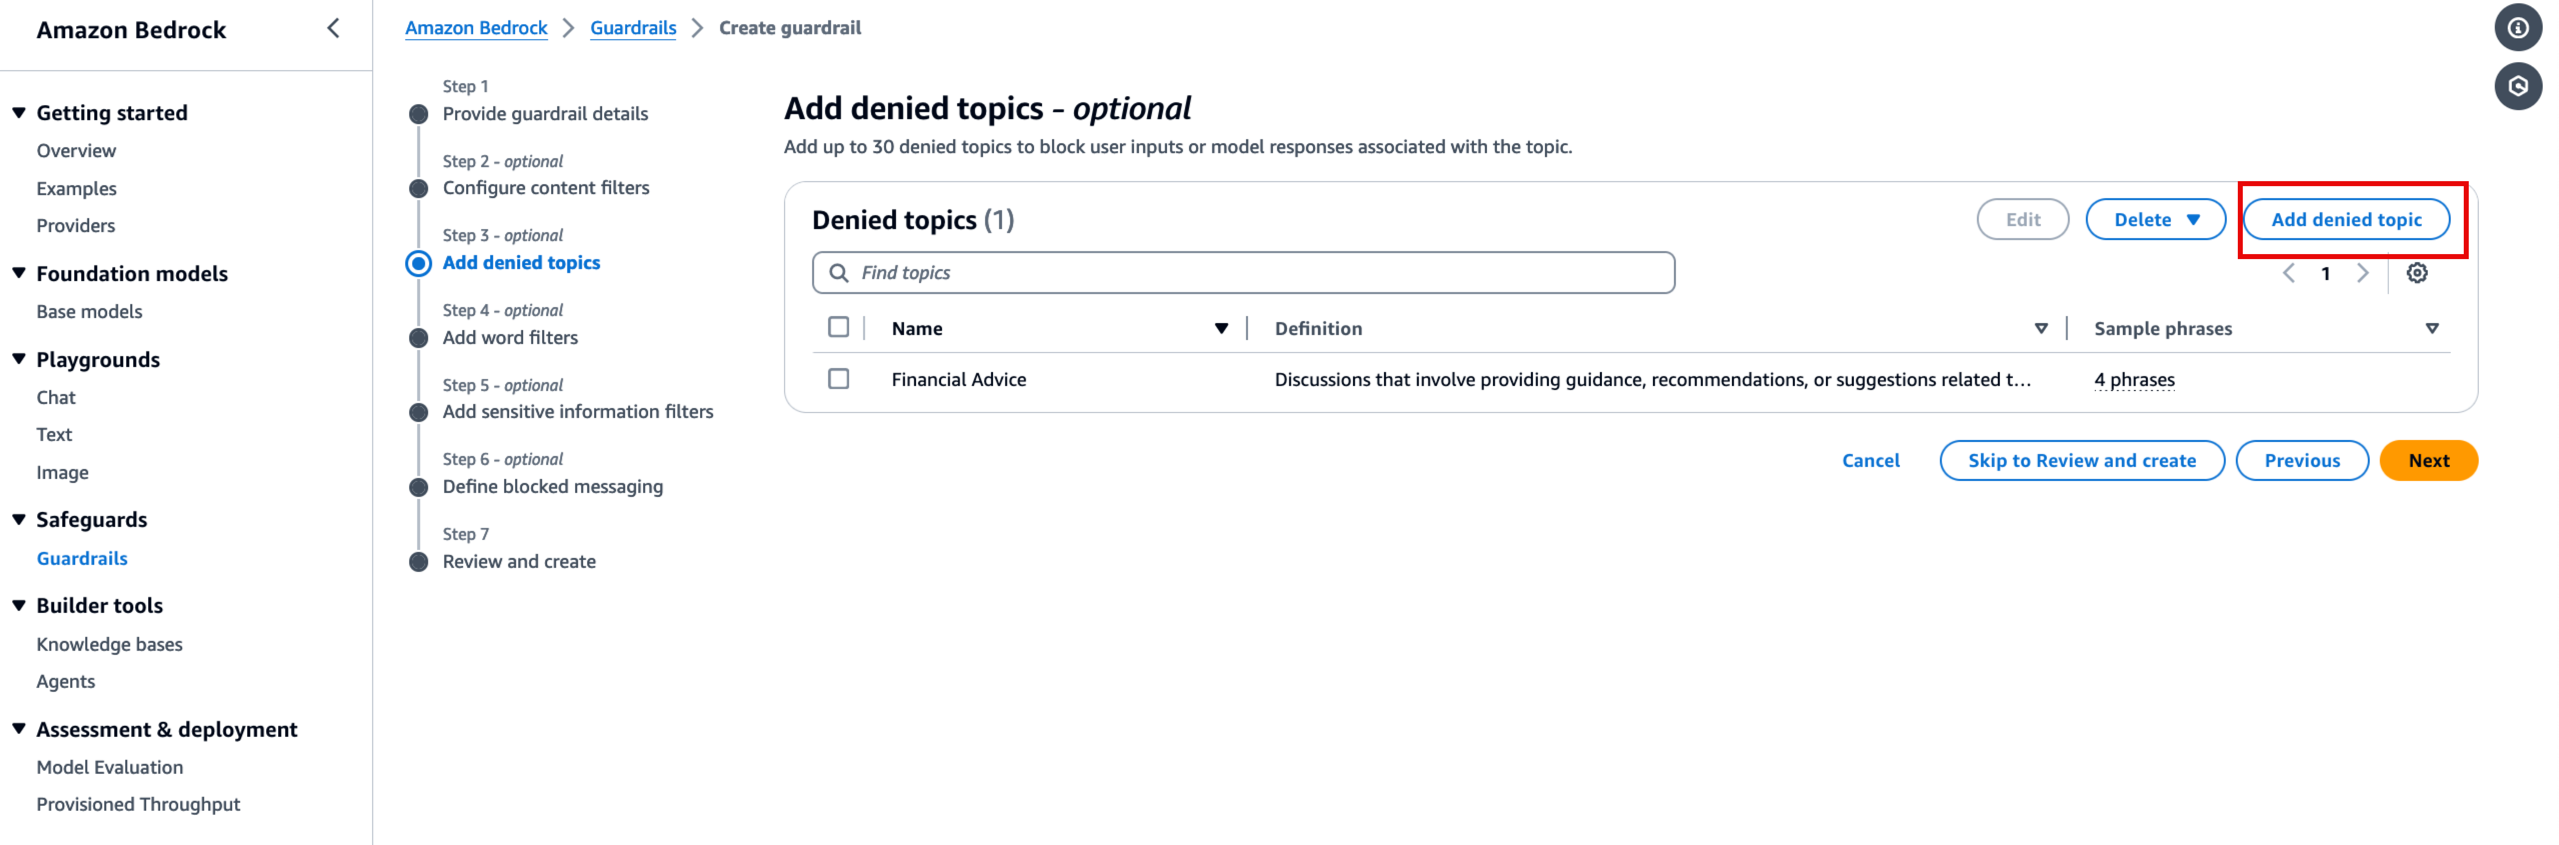 Amazon Bedrock
Getting started
Overview
Examples
Providers
Foundation models
Base models
Playgrounds
Chat
Text
Image
Safeguards
Guardrails
Builder tools
Knowledge bases
Agents
Assessment & deployment
Model Evaluation
Provisioned Throughput
Amazon Bedrock > Guardrails > Create guardrail
Step 1
Provide guardrail details
Step 2 - optional
Configure content filters
Step 3 - optional
Add denied topics
Step 4 - optional
Add word filters
Step 5 - optional
Add sensitive information filters
Step 6 - optional
Define blocked messaging
Step 7
Review and create
Add denied topics - optional
Add up to 30 denied topics to block user inputs or model responses associated with the topic.
Denied topics (1)
Edit Delete Add denied topic
Find topics
1
Name Definition Sample phrases
Financial Advice Discussions that involve providing guidance, recommendations, or suggestions related t... 4 phrases
Cancel Skip to Review and create Previous Next